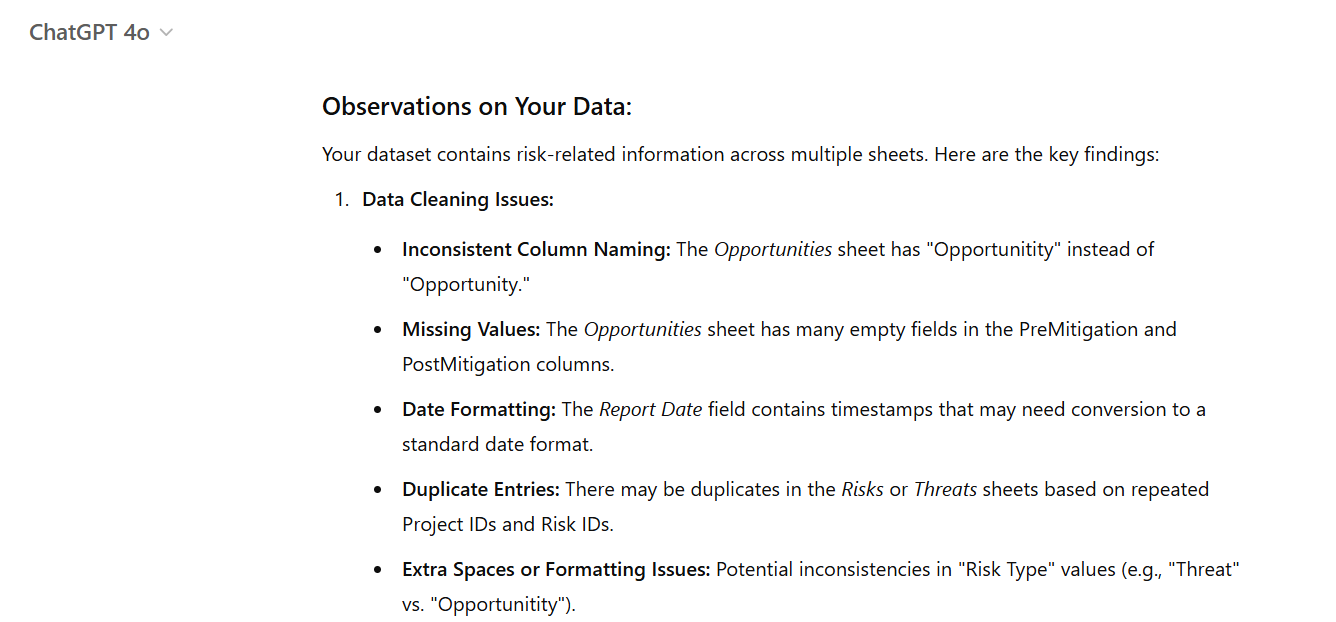 ChatGPT 4o
Observations on Your Data:
Your dataset contains risk-related information across multiple sheets. Here are the key findings:
1. Data Cleaning Issues:
• Inconsistent Column Naming: The Opportunities sheet has "Opportunitity" instead of
"Opportunity."
• Missing Values: The Opportunities sheet has many empty fields in the PreMitigation and
PostMitigation columns.
• Date Formatting: The Report Date field contains timestamps that may need conversion to a
standard date format.
• Duplicate Entries: There may be duplicates in the Risks or Threats sheets based on repeated
Project IDs and Risk IDs.
• Extra Spaces or Formatting Issues: Potential inconsistencies in "Risk Type" values (e.g., "Threat"
vs. "Opportunitity").